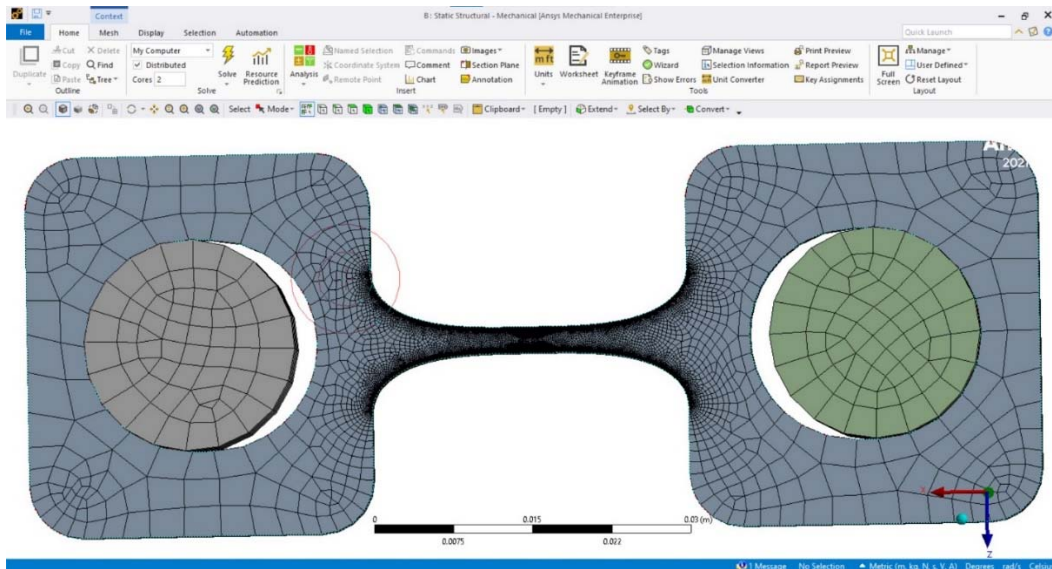 Context
B : Static Structural - Mechanical [Ansys Mechanical Enterprise]
File Home Mesh Display Selection Automation
Quick Launch
Duplicate
Cut
Copy
Paste
Delete
Find
Tree
Outline
My Computer
Distributed
Cores 2
Solve
Resource Prediction
Solve
Analysis
Named Selection
Coordinate System
Remote Point
Commands
Comment
Chart
Images
Section Plane
Annotation
Insert
Units
Worksheet
Keyframe Animation
Tags
Wizard
Show Errors
Manage Views
Selection Information
Unit Converter
Print Preview
Report Preview
Key Assignments
Tools
Full Screen
Manage
User Defined
Reset Layout
Layout
Select Mode Clipboard [ Empty ] Extend Select By Convert
202
0 0.015 0.03 (m)
0.0075 0.022
Z
1 Message No Selection Metric (m, kg, N, s, V, A) Degrees rad/s Celsiu